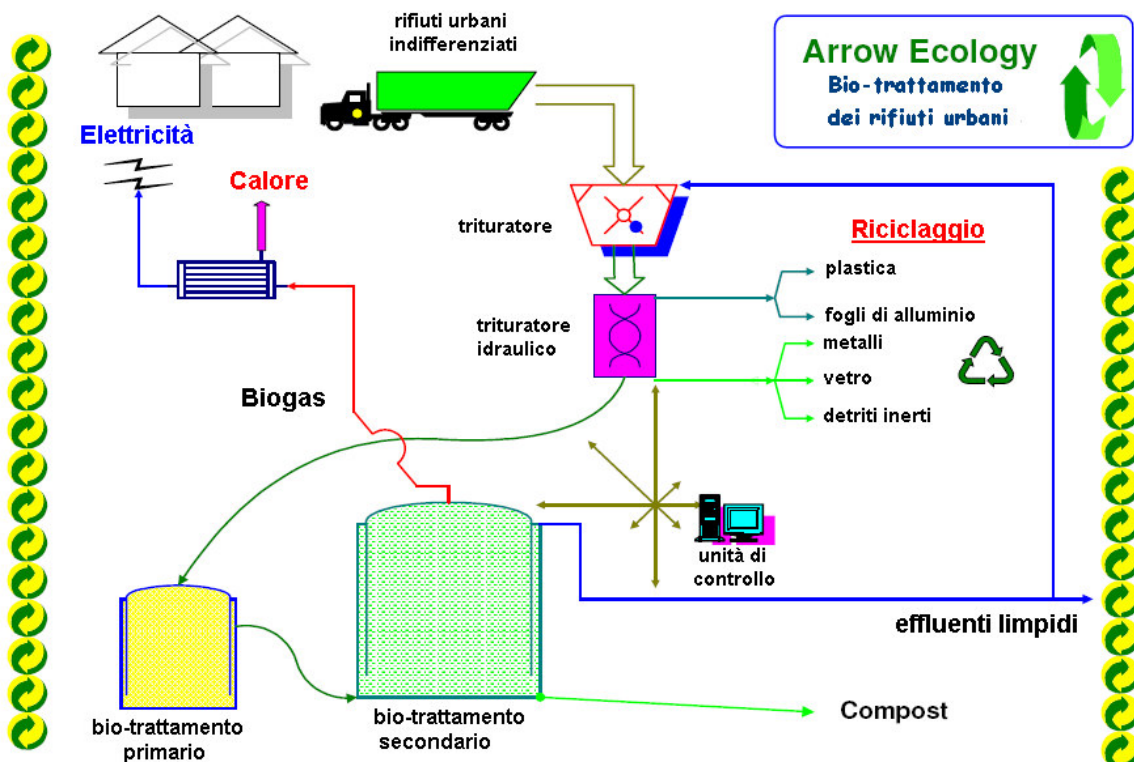 rifiuti urbani
indifferenziati
Arrow Ecology
Bio-trattamento
dei rifiuti urbani
Elettricità
Calore
trituratore
Riciclaggio
plastica
fogli di alluminio
trituratore
idraulico
metalli
vetro
detriti inerti
Biogas
unità di
controllo
effluenti limpidi
Compost
bio-trattamento
primario
bio-trattamento
secondario